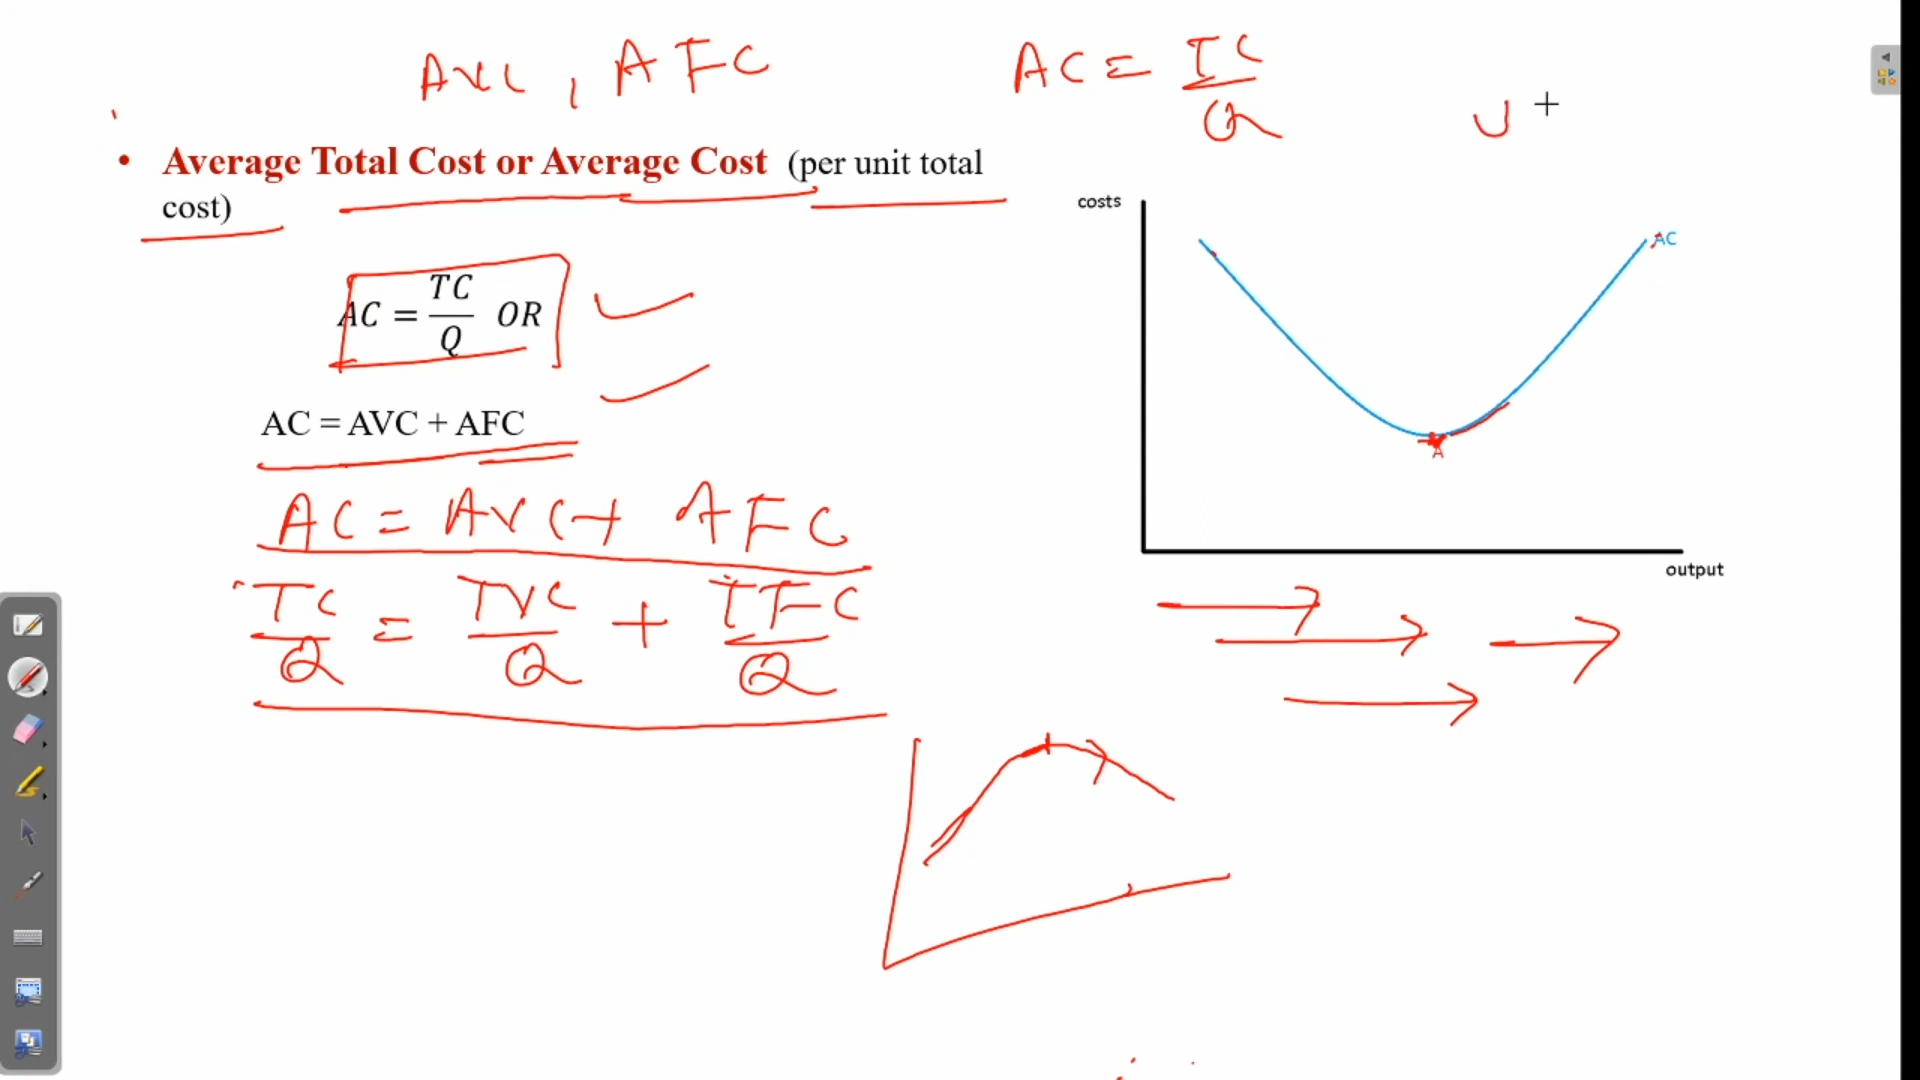 AVC, AFC
AC = TC
Q
U
• Average Total Cost or Average Cost (per unit total
cost)
AC = TC/Q OR
AC = AVC + AFC
AC = AVC + AFC
TC/Q = TVC/Q + TFC/Q
costs
AC
A
output